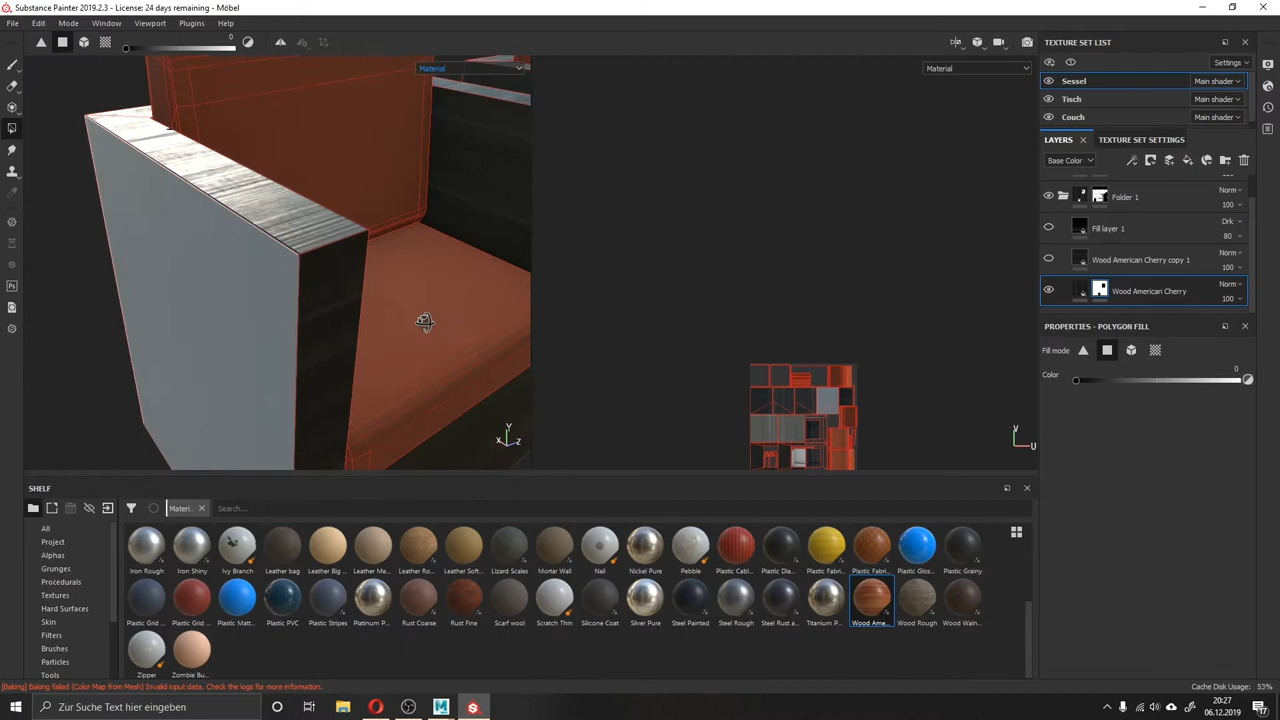 Substance Painter 2019.2.3 - License: 24 days remaining - Möbel
File Edit Mode Window Viewport Plugins Help
0
Material
Material
TEXTURE SET LIST
Settings
Sessel Main shader
Tisch Main shader
Couch Main shader
LAYERS TEXTURE SET SETTINGS
Base Color
Folder 1 Norm 100
Fill layer 1 Drk 80
Wood American Cherry copy 1 Norm 100
Wood American Cherry Norm 100
PROPERTIES - POLYGON FILL
Fill mode
Color 0
Y
X Z
V
U
SHELF
Materi... Search...
All
Project
Alphas
Grunges
Procedurals
Textures
Hard Surfaces
Skin
Filters
Brushes
Particles
Tools
Iron Rough Iron Shiny Ivy Branch Leather bag Leather Big ... Leather Me... Leather Ro... Leather Soft... Lizard Scales Mortar Wall Nail Nickel Pure Pebble Plastic Cabl... Plastic Dia... Plastic Fabri... Plastic Fabri... Plastic Glos... Plastic Grainy
Plastic Grid ... Plastic Grid ... Plastic Matt... Plastic PVC Plastic Stripes Platinum P... Rust Coarse Rust Fine Scarf wool Scratch Thin Silicone Coat Silver Pure Steel Painted Steel Rough Steel Rust a... Titanium P... Wood Ame... Wood Rough Wood Waln...
Zipper Zombie Bu...
[Baking] Baking failed (Color Map from Mesh) Invalid input data. Check the logs for more information.
Cache Disk Usage: 53%
Zur Suche Text hier eingeben
20:27
06.12.2019
17